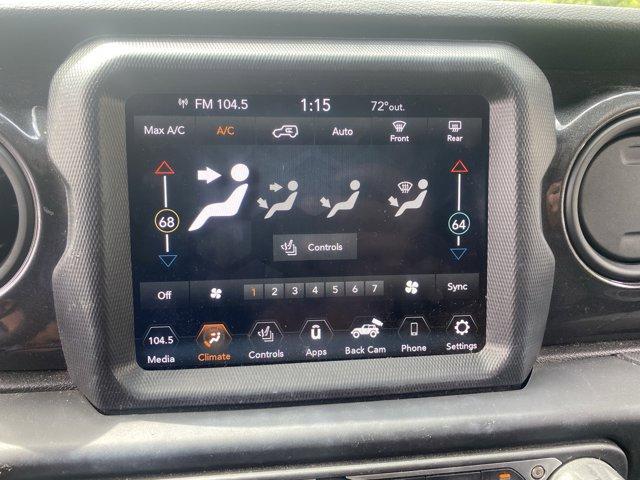 FM 104.5 1:15 72°out.
Max A/C A/C Auto Front Rear
68 64
Controls
Off 1 2 3 4 5 6 7 Sync
104.5
Media Climate Controls Apps Back Cam Phone Settings